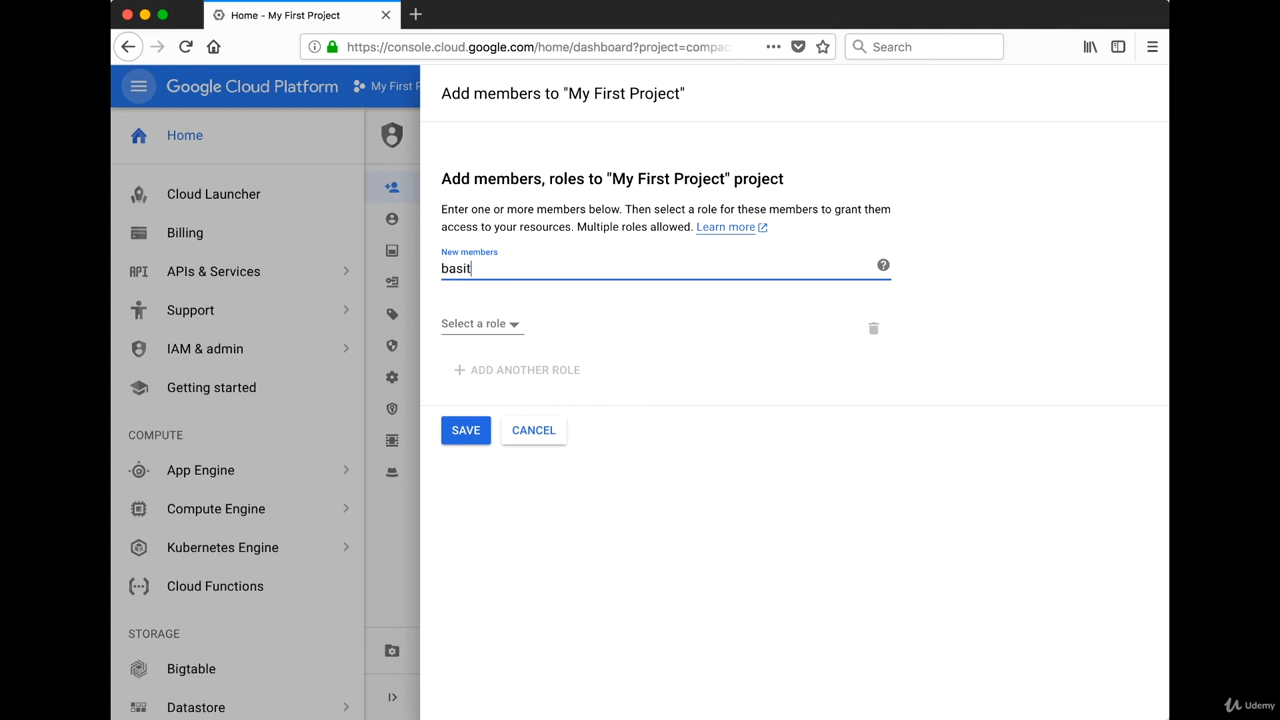 Home - My First Project
https://console.cloud.google.com/home/dashboard?project=compac
Search
Google Cloud Platform
My First P
Add members to "My First Project"
Home
Cloud Launcher
Billing
API APIs & Services
Support
IAM & admin
Getting started
COMPUTE
App Engine
Compute Engine
Kubernetes Engine
Cloud Functions
STORAGE
Bigtable
Datastore
Add members, roles to "My First Project" project
Enter one or more members below. Then select a role for these members to grant them
access to your resources. Multiple roles allowed. Learn more
New members
basit
Select a role
ADD ANOTHER ROLE
SAVE
CANCEL
Udemy